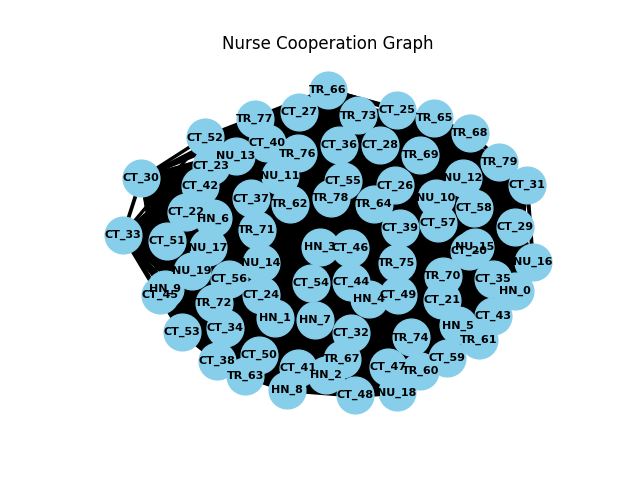 Nurse Cooperation Graph
TR_66
CT_27
CT_25
TR_73
TR_77
TR_65
TR_68
CT_52
CT_40
CT_36
CT_28
NU_13
TR_76
TR_69
TR_79
CT_23
CT_30
NU_11
CT_55
NU_12
CT_42
CT_26
CT_31
CT_37
TR_78
NU_10
TR_62
TR_64
CT_58
CT_22
HN_6
CT_57
CT_39
CT_29
TR_71
CT_33
CT_51
NU_17
HN_3
CT_46
NU_15
CT_20
NU_14
TR_75
NU_16
NU_19
CT_56
TR_70
CT_35
CT_54
CT_44
HN_9
CT_45
CT_24
HN_4
CT_49
HN_0
TR_72
CT_21
HN_1
HN_7
CT_43
CT_53
CT_34
CT_32
HN_5
TR_74
TR_61
CT_50
TR_67
CT_59
CT_38
CT_41
CT_47
TR_60
TR_63
HN_2
HN_8
CT_48
NU_18